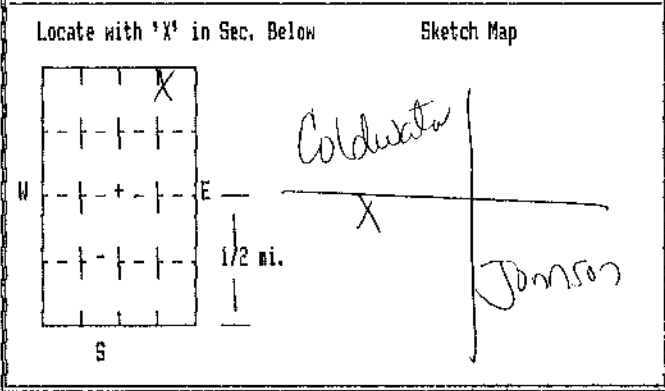 Locate with 'X' in Sec. Below Sketch Map
X
Coldwater
W + E
X
1/2 mi.
Johnson
S